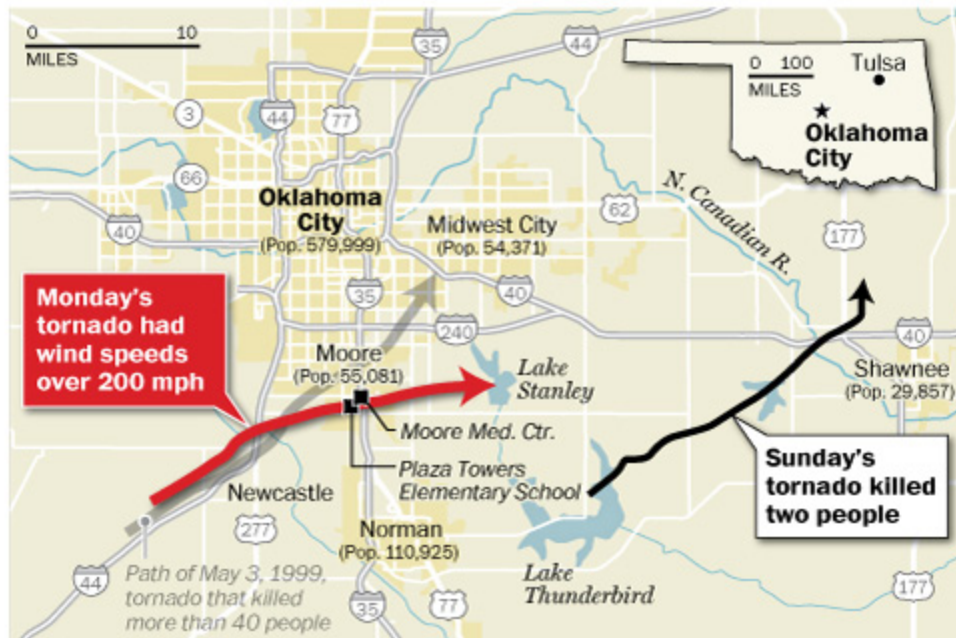 0 10
MILES
35
44
3
44
77
66
Oklahoma
City
(Pop. 579,999)
40
Midwest City
(Pop. 54,371)
62
N. Canadian R.
177
0 100
MILES
Tulsa
Oklahoma
City
Monday's
tornado had
wind speeds
over 200 mph
35
40
240
40
Moore
(Pop. 55,081)
Lake
Stanley
Shawnee
(Pop. 29,857)
Moore Med. Ctr.
Plaza Towers
Elementary School
Sunday's
tornado killed
two people
Newcastle
277
Norman
(Pop. 110,925)
Lake
Thunderbird
44
Path of May 3, 1999,
tornado that killed
more than 40 people
35
77
177